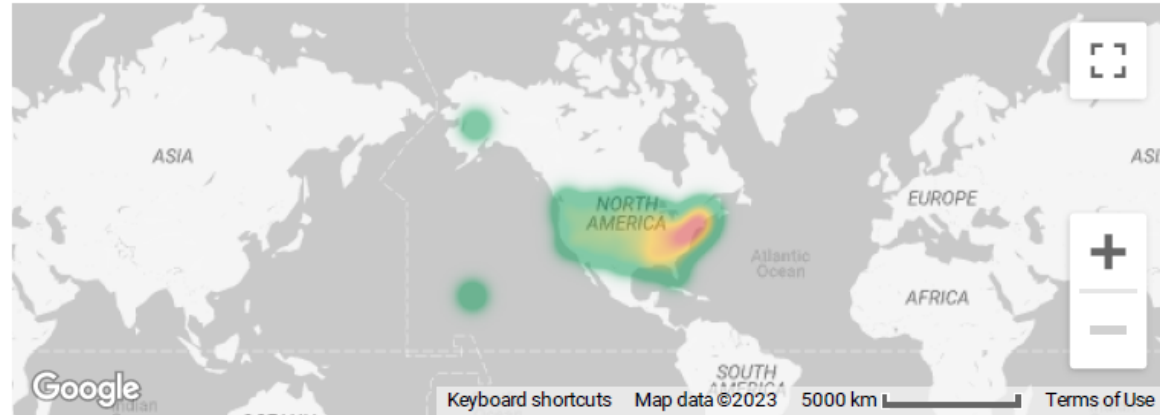 ASIA
NORTH
AMERICA
EUROPE
ASI
Atlantic
Ocean
AFRICA
SOUTH
AMERICA
Google
Indian
Keyboard shortcuts Map data ©2023 5000 km Terms of Use